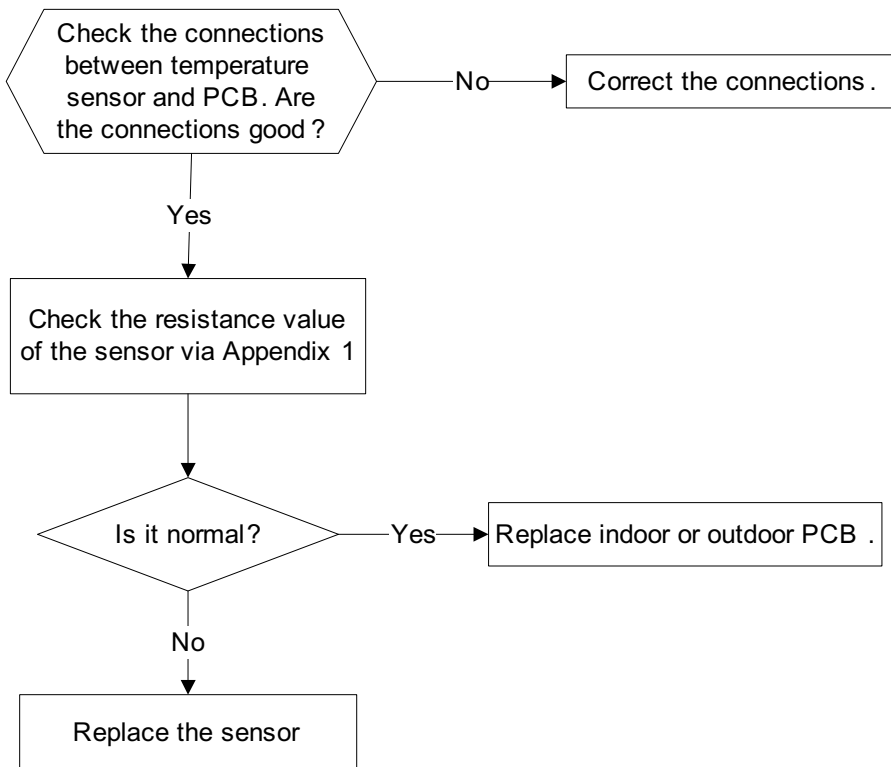 Check the connections
between temperature
sensor and PCB. Are
the connections good ?
No
Correct the connections .
Yes
Check the resistance value
of the sensor via Appendix 1
Is it normal?
Yes
Replace indoor or outdoor PCB .
No
Replace the sensor